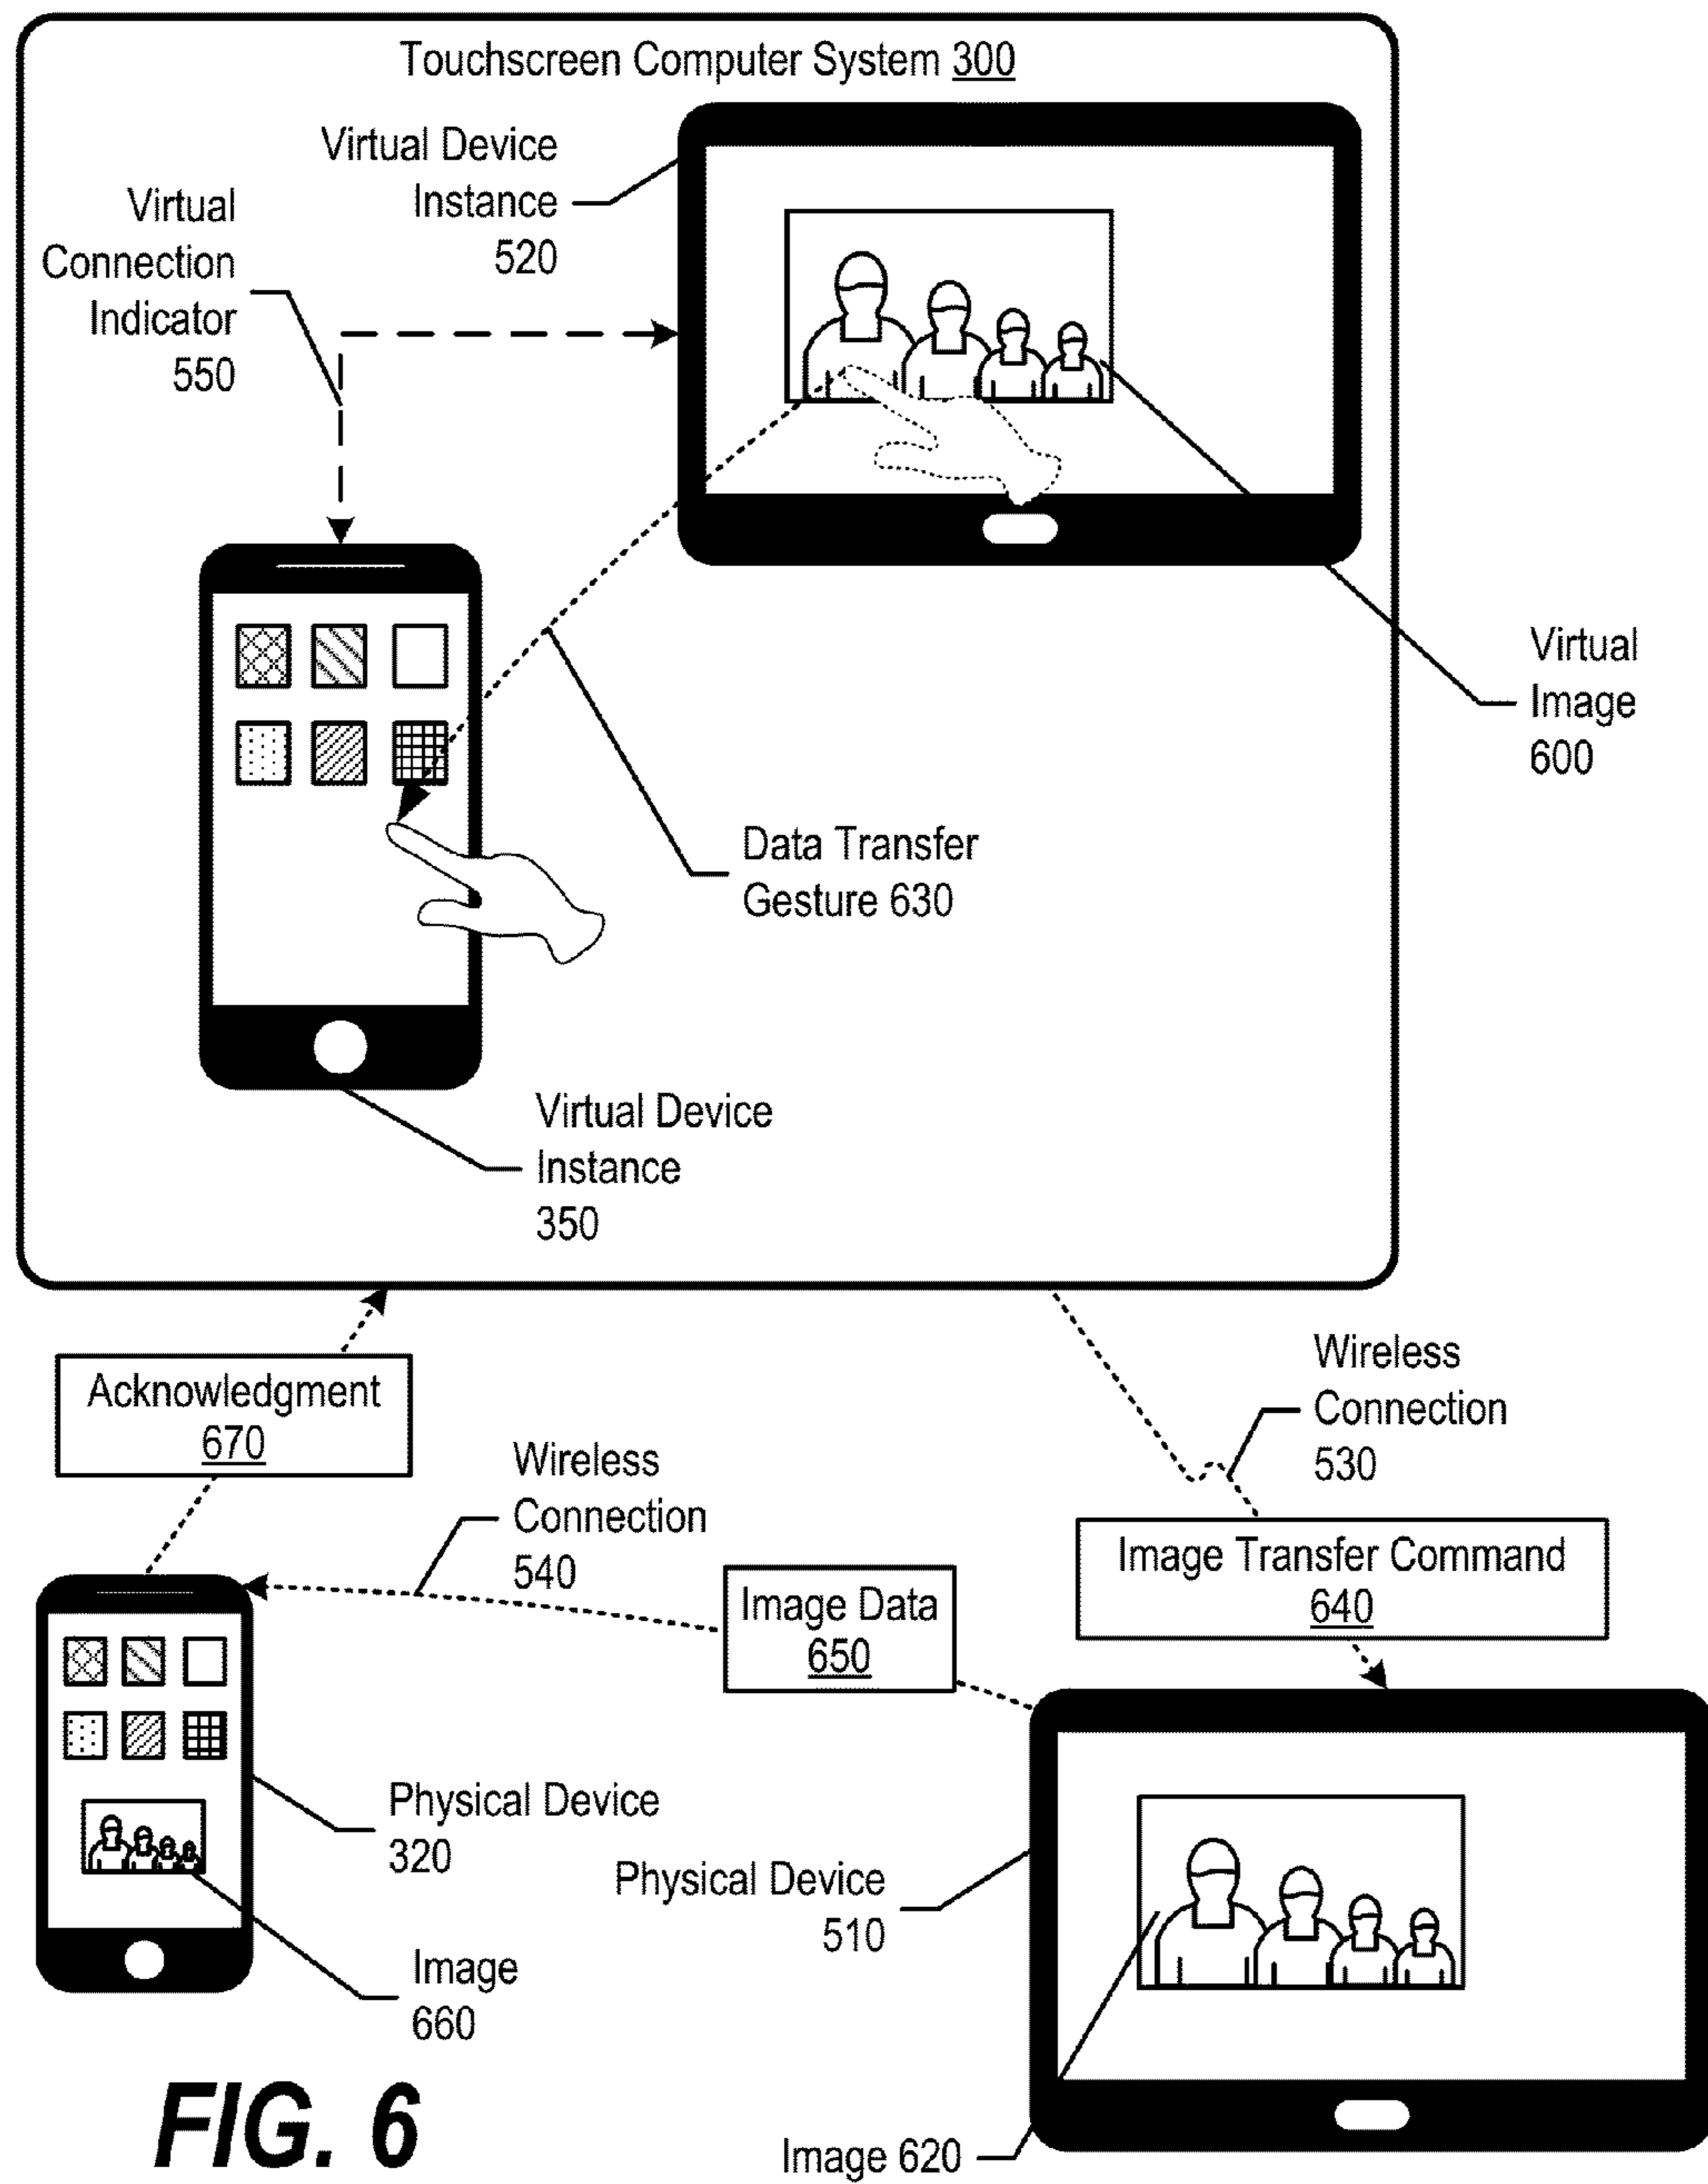 Touchscreen Computer System 300
Virtual Device
Instance
520
Virtual
Connection
Indicator
550
Virtual
Image
600
Data Transfer
Gesture 630
Virtual Device
Instance
350
Acknowledgment
670
Wireless
Connection
530
Wireless
Connection
540
Image Transfer Command
640
Image Data
650
Physical Device
320
Physical Device
510
Image
660
Image 620
FIG. 6